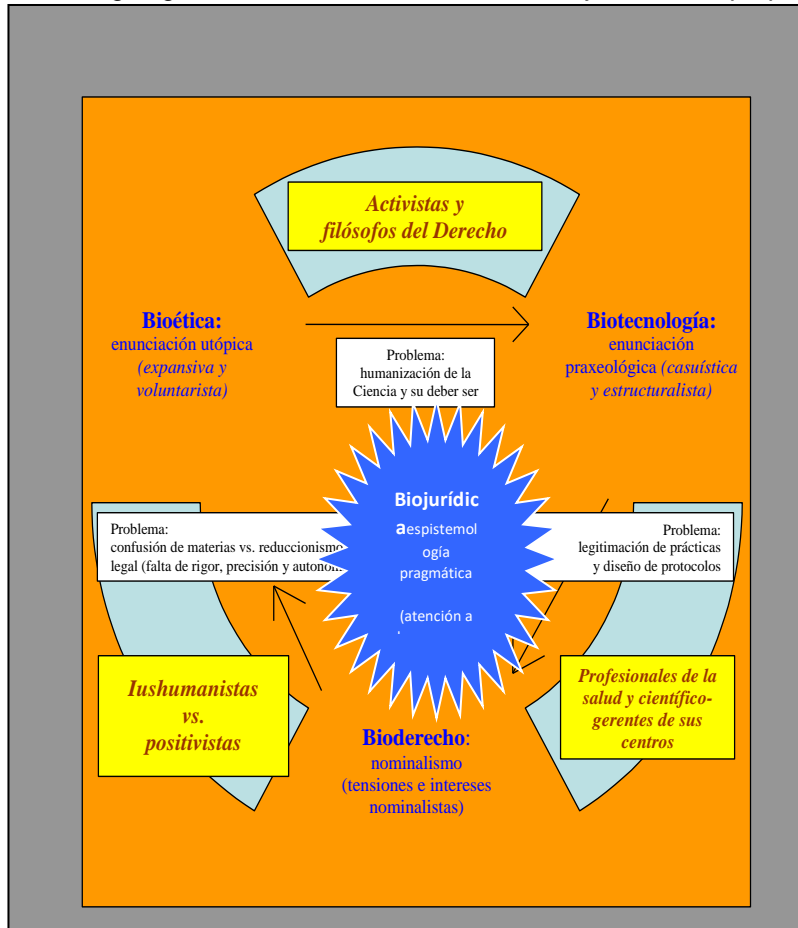 Activistas y
filósofos del Derecho
Bioética:
enunciación utópica
(expansiva y
voluntarista)
Biotecnología:
enunciación
praxeológica (casuística
y estructuralista)
Problema:
humanización de la
Ciencia y su deber ser
Biojurídic
aepistemol
ogía
pragmática
(atención a
Problema:
confusión de materias vs. reduccionismo
legal (falta de rigor, precisión y
Problema:
legitimación de prácticas
y diseño de protocolos
Iushumanistas
vs.
positivistas
Profesionales de la
salud y científico-
gerentes de sus
centros
Bioderecho:
nominalismo
(tensiones e intereses
nominalistas)